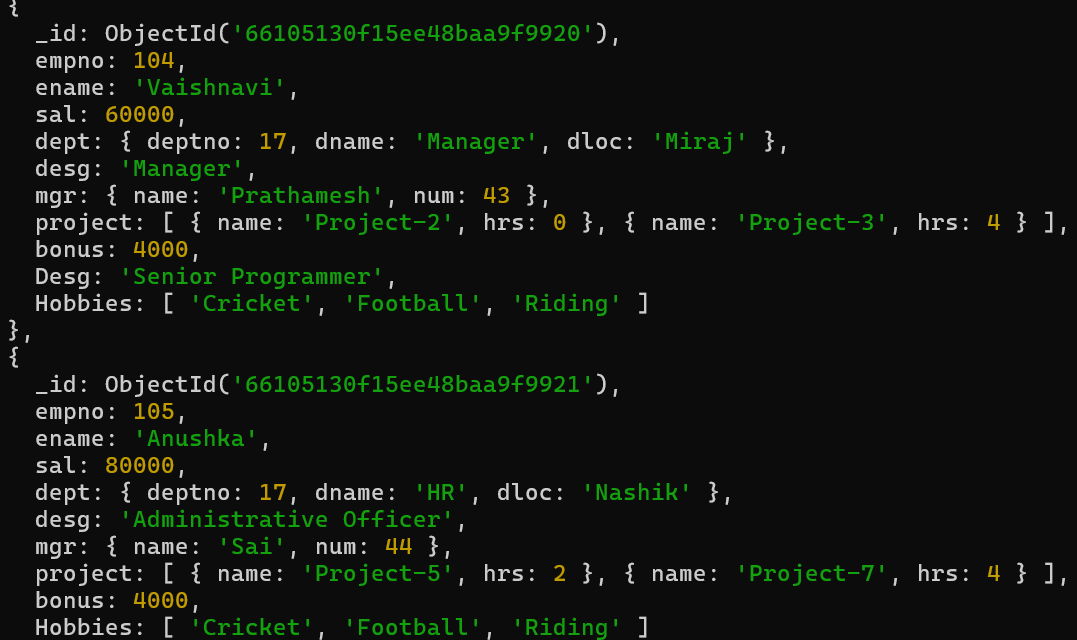 {
  _id: ObjectId('66105130f15ee48baa9f9920'),
  empno: 104,
  ename: 'Vaishnavi',
  sal: 60000,
  dept: { deptno: 17, dname: 'Manager', dloc: 'Miraj' },
  desg: 'Manager',
  mgr: { name: 'Prathamesh', num: 43 },
  project: [ { name: 'Project-2', hrs: 0 }, { name: 'Project-3', hrs: 4 } ],
  bonus: 4000,
  Desg: 'Senior Programmer',
  Hobbies: [ 'Cricket', 'Football', 'Riding' ]
},
{
  _id: ObjectId('66105130f15ee48baa9f9921'),
  empno: 105,
  ename: 'Anushka',
  sal: 80000,
  dept: { deptno: 17, dname: 'HR', dloc: 'Nashik' },
  desg: 'Administrative Officer',
  mgr: { name: 'Sai', num: 44 },
  project: [ { name: 'Project-5', hrs: 2 }, { name: 'Project-7', hrs: 4 } ],
  bonus: 4000,
  Hobbies: [ 'Cricket', 'Football', 'Riding' ]